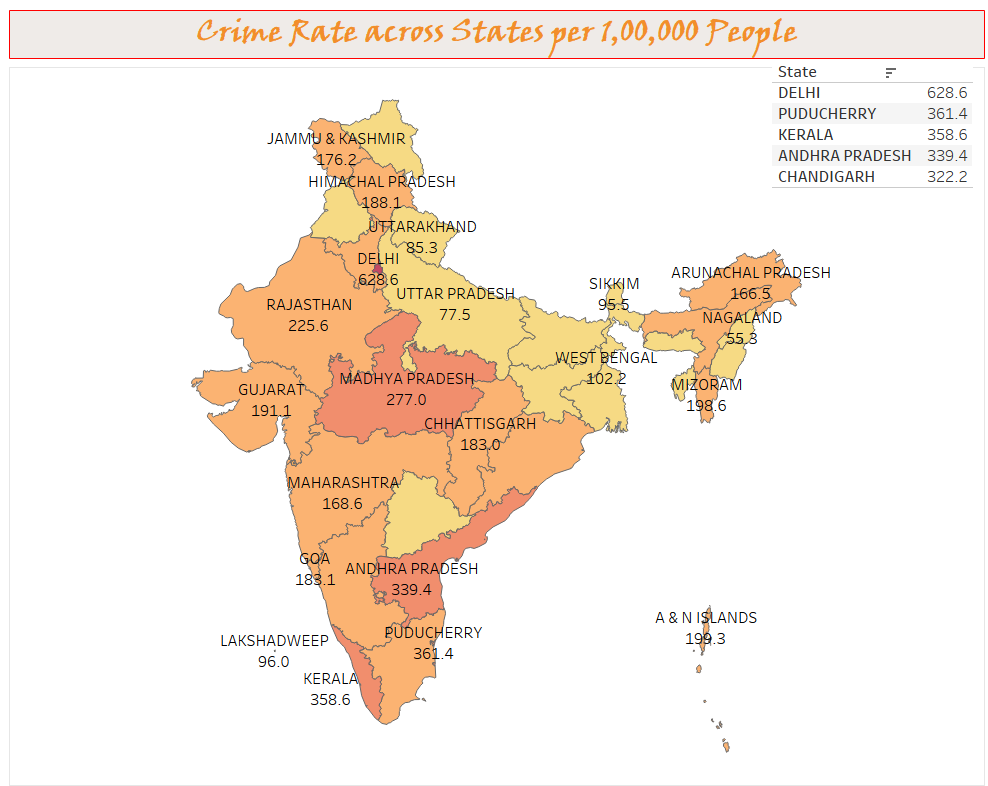 Crime Rate across States per 1,00,000 People
State
DELHI 628.6
PUDUCHERRY 361.4
KERALA 358.6
ANDHRA PRADESH 339.4
CHANDIGARH 322.2
JAMMU & KASHMIR
176.2
HIMACHAL PRADESH
188.1
UTTARAKHAND
85.3
DELHI
628.6
RAJASTHAN
225.6
UTTAR PRADESH
77.5
SIKKIM
95.5
ARUNACHAL PRADESH
166.5
NAGALAND
55.3
WEST BENGAL
102.2
MIZORAM
198.6
GUJARAT
191.1
MADHYA PRADESH
277.0
CHHATTISGARH
183.0
MAHARASHTRA
168.6
GOA
183.1
ANDHRA PRADESH
339.4
A & N ISLANDS
199.3
PUDUCHERRY
361.4
LAKSHADWEEP
96.0
KERALA
358.6